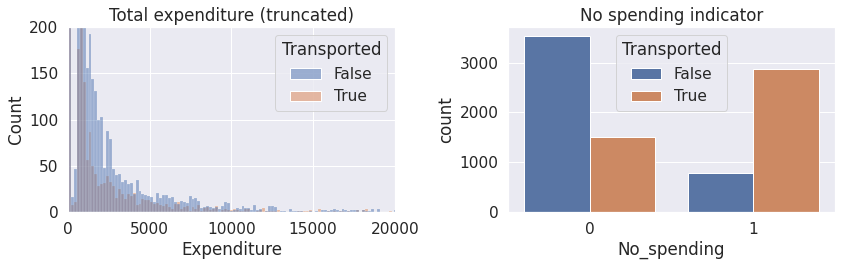 Total expenditure (truncated)
200
150
100
50
0
Count
0
5000
10000
15000
20000
Expenditure
Transported
False
True
No spending indicator
3000
2000
1000
0
count
0
1
No_spending
Transported
False
True